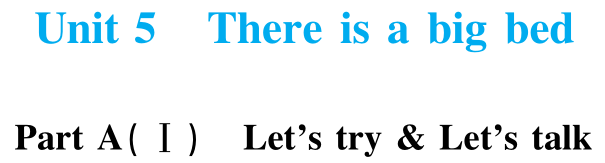 Unit 5 There is a big bed
Part A(Ⅰ) Let's try & Let's talk